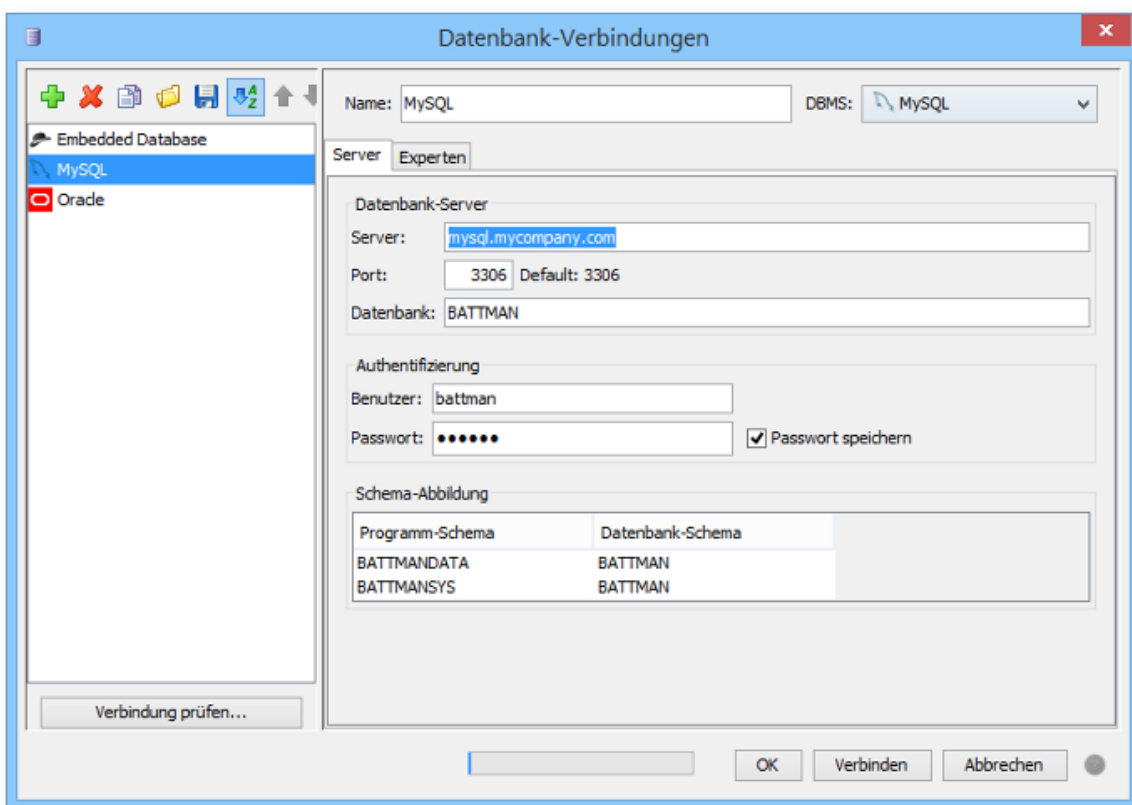 Datenbank-Verbindungen
Name: MySQL DBMS: MySQL
Embedded Database
MySQL
Oracle
Server Experten
Datenbank-Server
Server: mysql.mycompany.com
Port: 3306 Default: 3306
Datenbank: BATTMAN
Authentifizierung
Benutzer: battman
Passwort: •••••• Passwort speichern
Schema-Abbildung
Programm-Schema Datenbank-Schema
BATTMANDATA BATTMAN
BATTMANSYS BATTMAN
Verbindung prüfen...
OK Verbinden Abbrechen